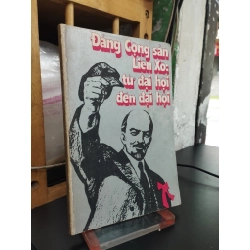 Đảng Cộng sản
Liên Xô:
từ đại hội
đến đại hội